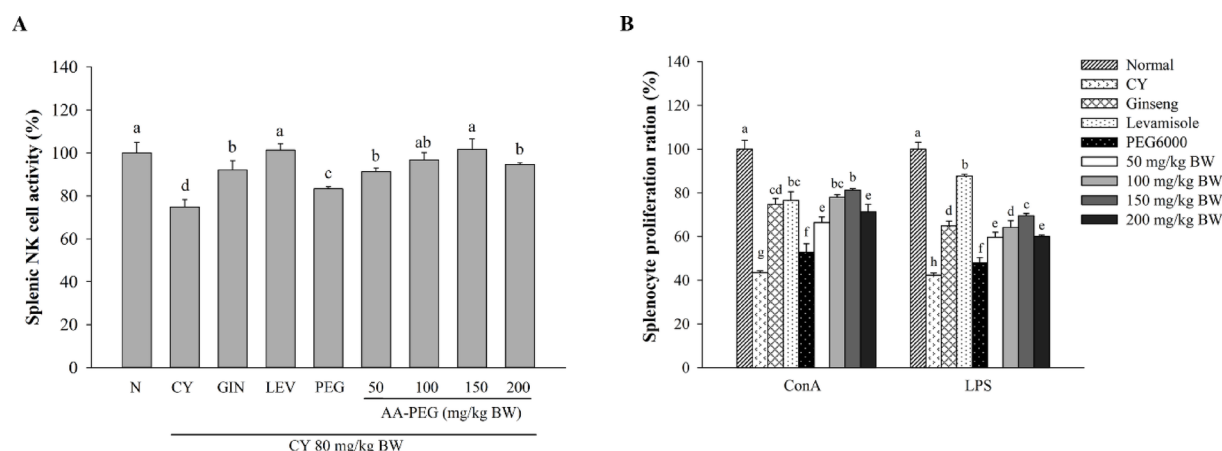 A
Splenic NK cell activity (%)
140
120
100
80
60
40
20
0
a
d
b
a
c
b
ab
a
b
N CY GIN LEV PEG 50 100 150 200
AA-PEG (mg/kg BW)
CY 80 mg/kg BW
B
Splenocyte proliferation ration (%)
140
120
100
80
60
40
20
0
a
g
cd
bc
f
e
bc
b
e
a
h
d
b
f
e
d
c
e
ConA LPS
Normal
CY
Ginseng
Levamisole
PEG6000
50 mg/kg BW
100 mg/kg BW
150 mg/kg BW
200 mg/kg BW